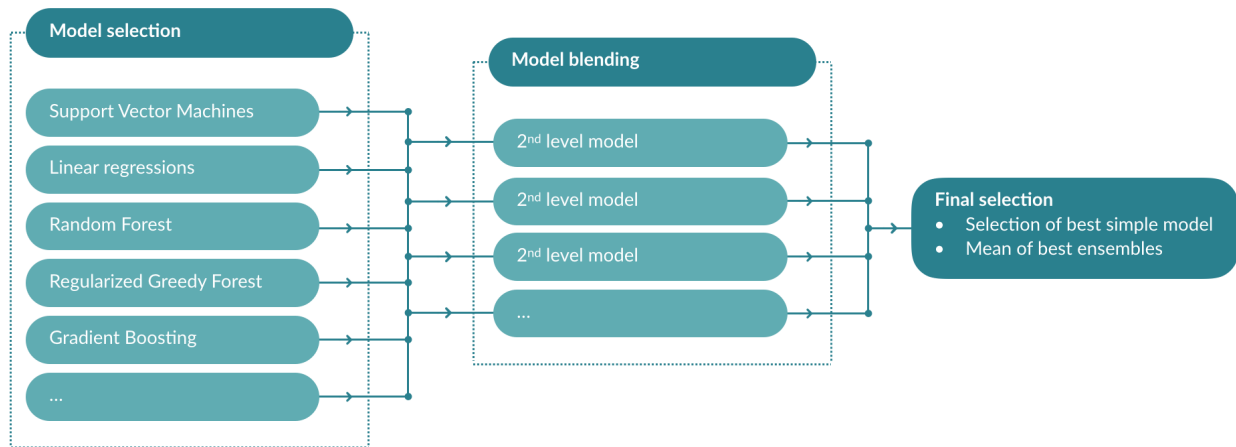 Model selection
Support Vector Machines
Linear regressions
Random Forest
Regularized Greedy Forest
Gradient Boosting
...
Model blending
2nd level model
2nd level model
2nd level model
...
Final selection
• Selection of best simple model
• Mean of best ensembles